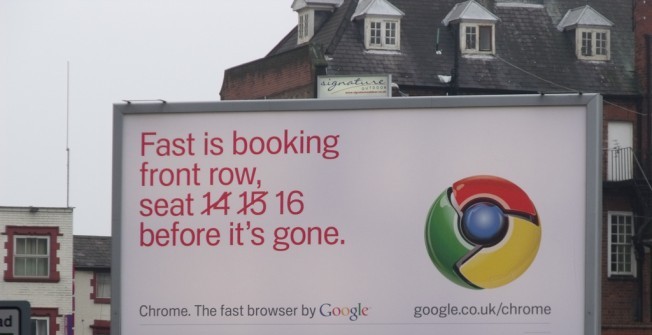 signature
OUTDOOR
Fast is booking
front row,
seat 14 15 16
before it's gone.
Chrome. The fast browser by Google
google.co.uk/chrome